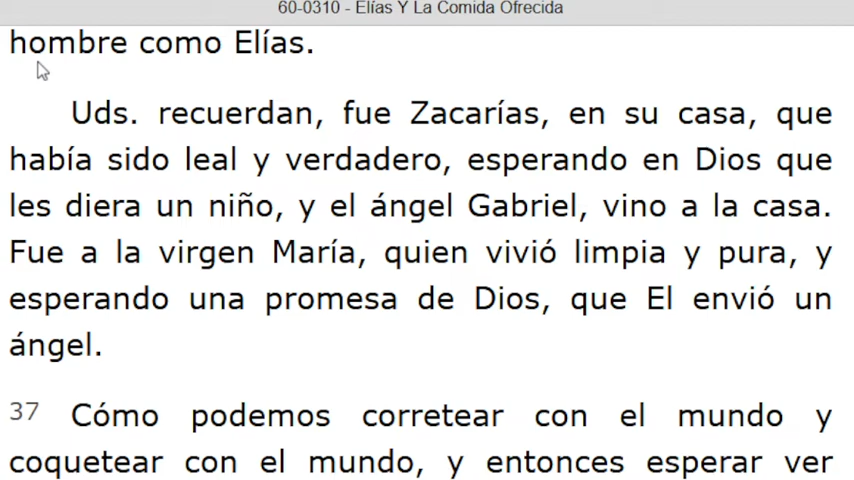 60-0310 - Elías Y La Comida Ofrecida
hombre como Elías.
Uds. recuerdan, fue Zacarías, en su casa, que
había sido leal y verdadero, esperando en Dios que
les diera un niño, y el ángel Gabriel, vino a la casa.
Fue a la virgen María, quien vivió limpia y pura, y
esperando una promesa de Dios, que El envió un
ángel.
37 Cómo podemos corretear con el mundo y
coquetear con el mundo, y entonces esperar ver